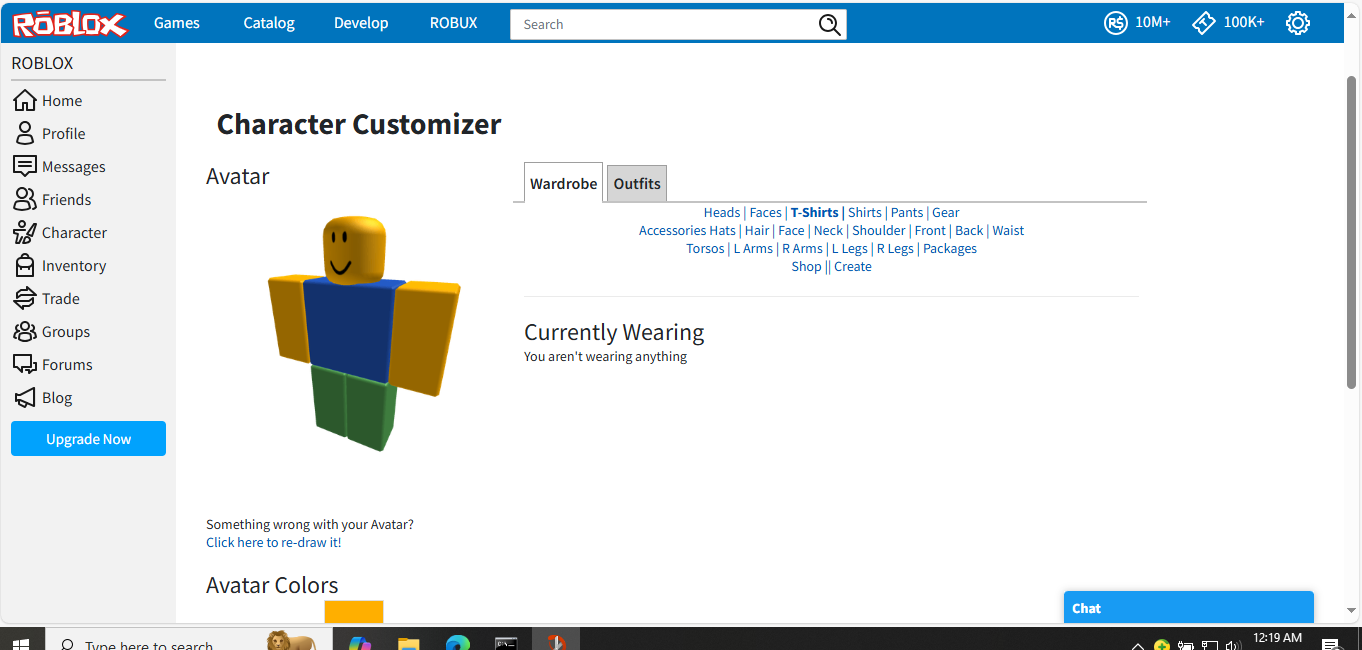 ROBLOX Games Catalog Develop ROBUX Search R$ 10M+ 100K+
ROBLOX
Home
Profile
Messages
Friends
Character
Inventory
Trade
Groups
Forums
Blog
Upgrade Now
Character Customizer
Avatar
Something wrong with your Avatar?
Click here to re-draw it!
Avatar Colors
Wardrobe Outfits
Heads | Faces | T-Shirts | Shirts | Pants | Gear
Accessories Hats | Hair | Face | Neck | Shoulder | Front | Back | Waist
Torsos | L Arms | R Arms | L Legs | R Legs | Packages
Shop || Create
Currently Wearing
You aren't wearing anything
Chat
Type here to search
12:19 AM